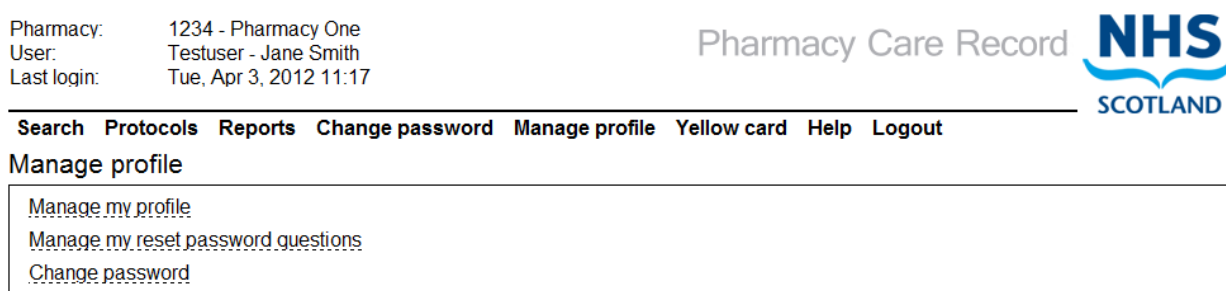 Pharmacy: 1234 - Pharmacy One
User: Testuser - Jane Smith
Last login: Tue, Apr 3, 2012 11:17
Pharmacy Care Record
NHS
SCOTLAND
Search Protocols Reports Change password Manage profile Yellow card Help Logout
Manage profile
Manage my profile
Manage my reset password questions
Change password